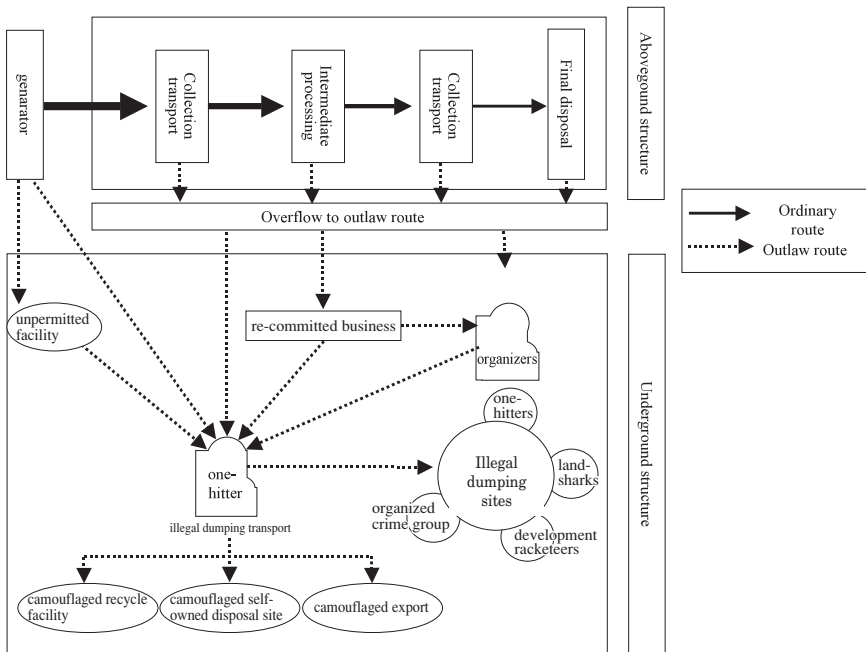 genarator
Collection
transport
Intermediate
processing
Collection
transport
Final disposal
Abovegound structure
Overflow to outlaw route
Ordinary
route
Outlaw route
unpermitted
facility
re-committed business
organizers
one-
hitters
Illegal
dumping
sites
land-
sharks
organized
crime group
development
racketeers
one-
hitter
illegal dumping transport
camouflaged recycle
facility
camouflaged self-
owned disposal site
camouflaged export
Underground structure